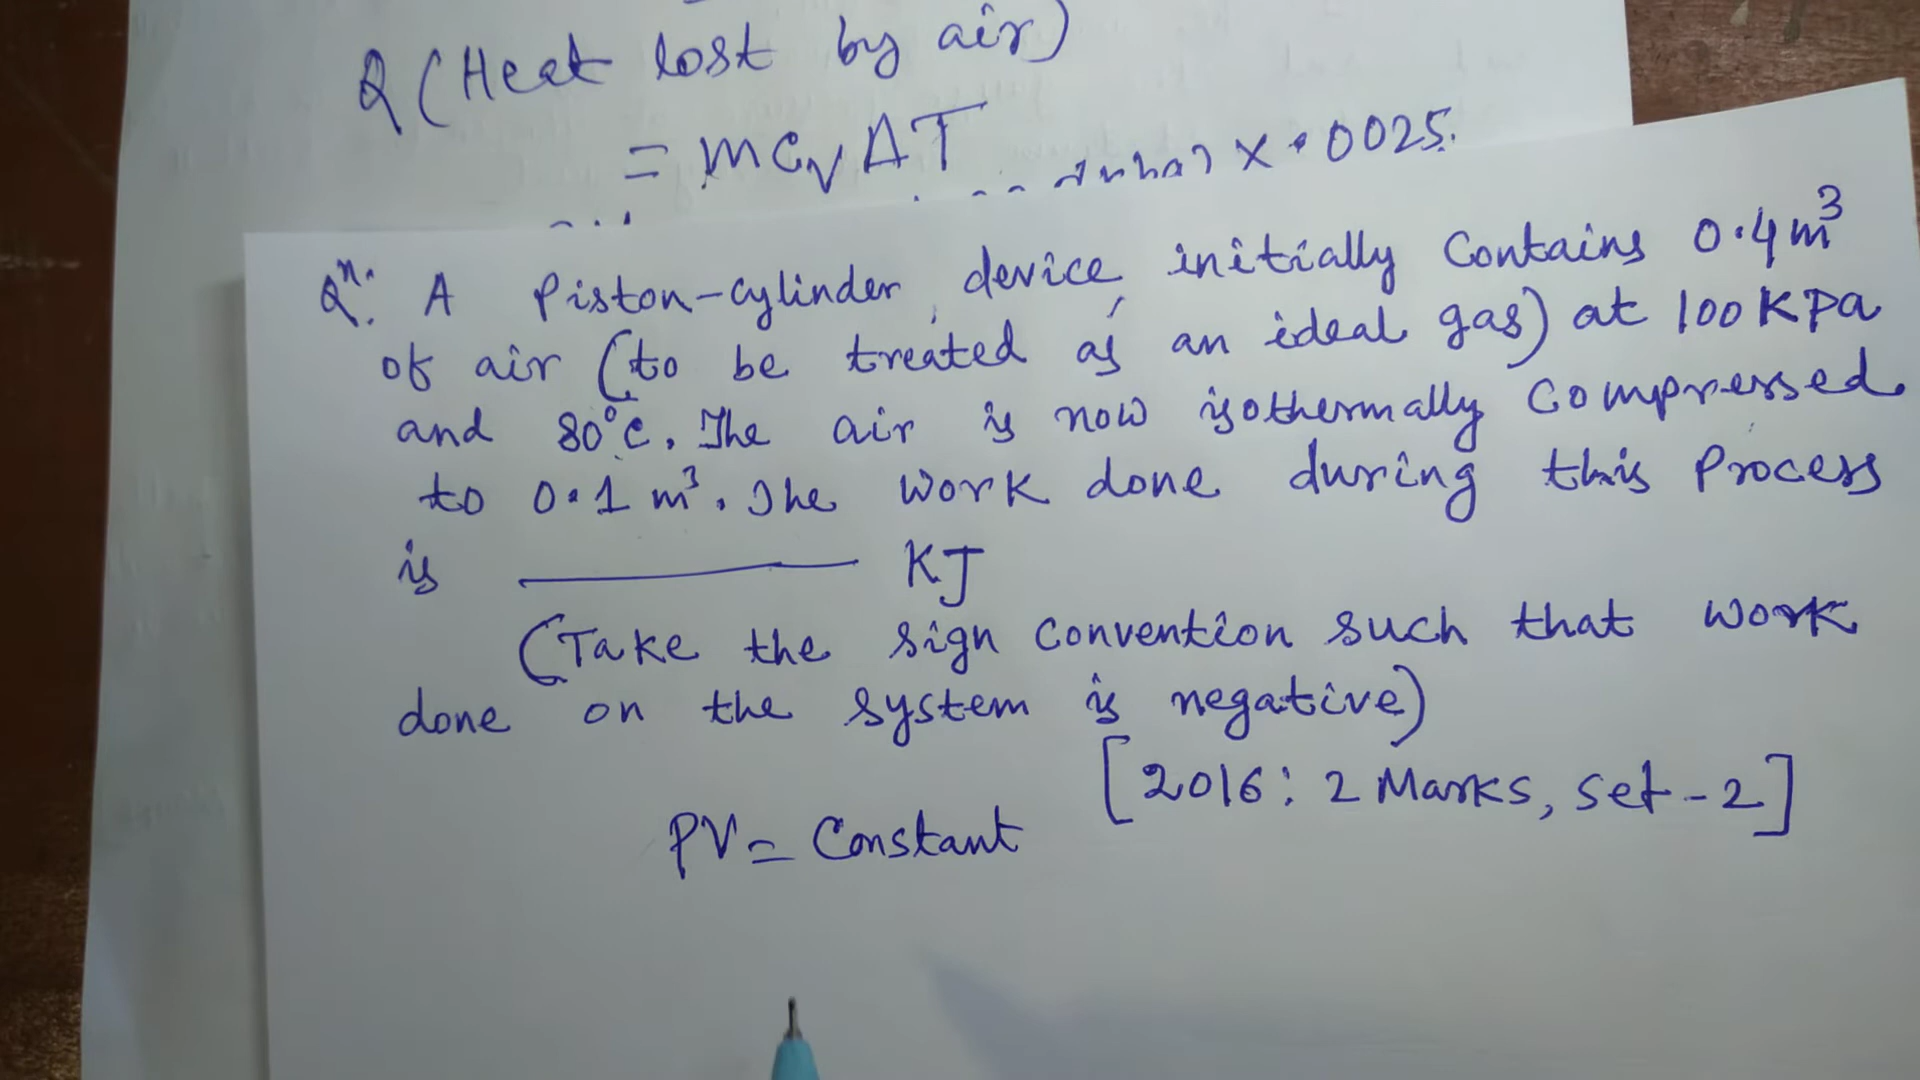 Q (Heat lost by air)
= mcv ΔT
x .0025.
Qn. A Piston-cylinder device initially Contains 0.4 m³
of air (to be treated as an ideal gas) at 100 KPa
and 80°C. The air is now isothermally Compressed
to 0.1 m³. The Work done during this Process
is ______ KJ
(Take the sign Convention such that work
done on the system is negative)
[2016: 2 Marks, set-2]
PV = Constant